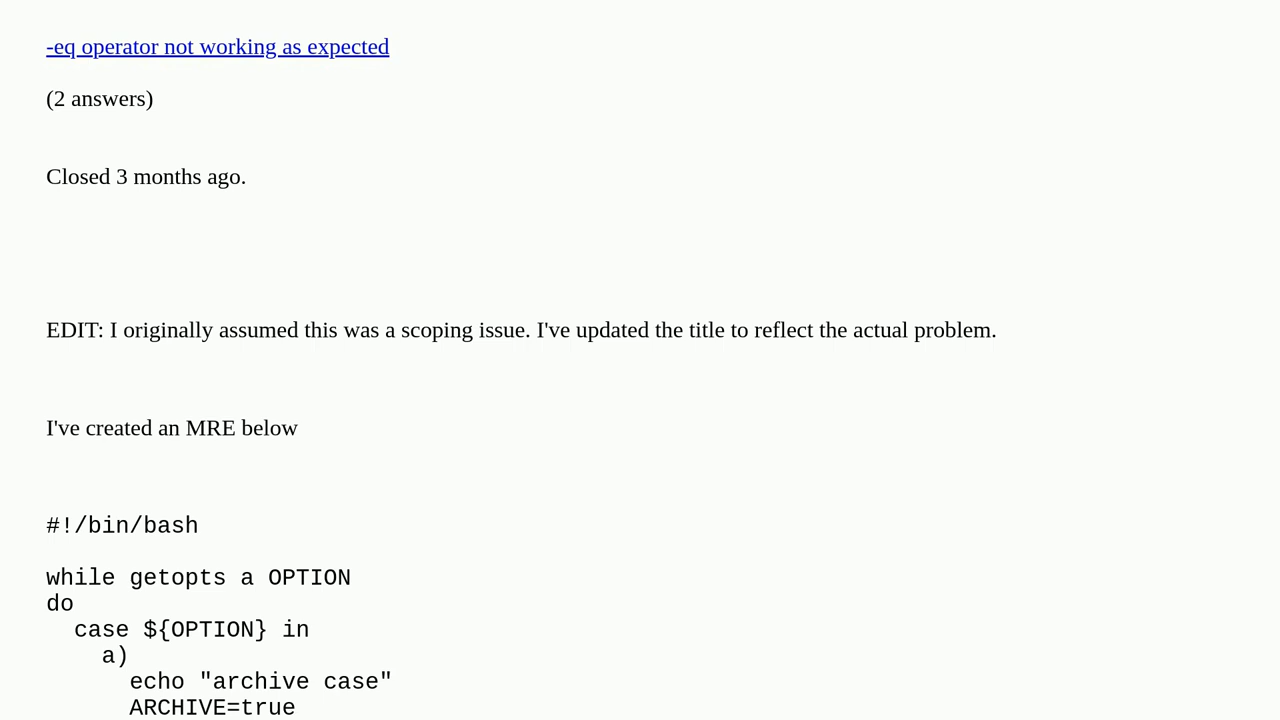 -eq operator not working as expected
(2 answers)
Closed 3 months ago.
EDIT: I originally assumed this was a scoping issue. I've updated the title to reflect the actual problem.
I've created an MRE below
#!/bin/bash
while getopts a OPTION
do
  case ${OPTION} in
    a)
      echo "archive case"
      ARCHIVE=true